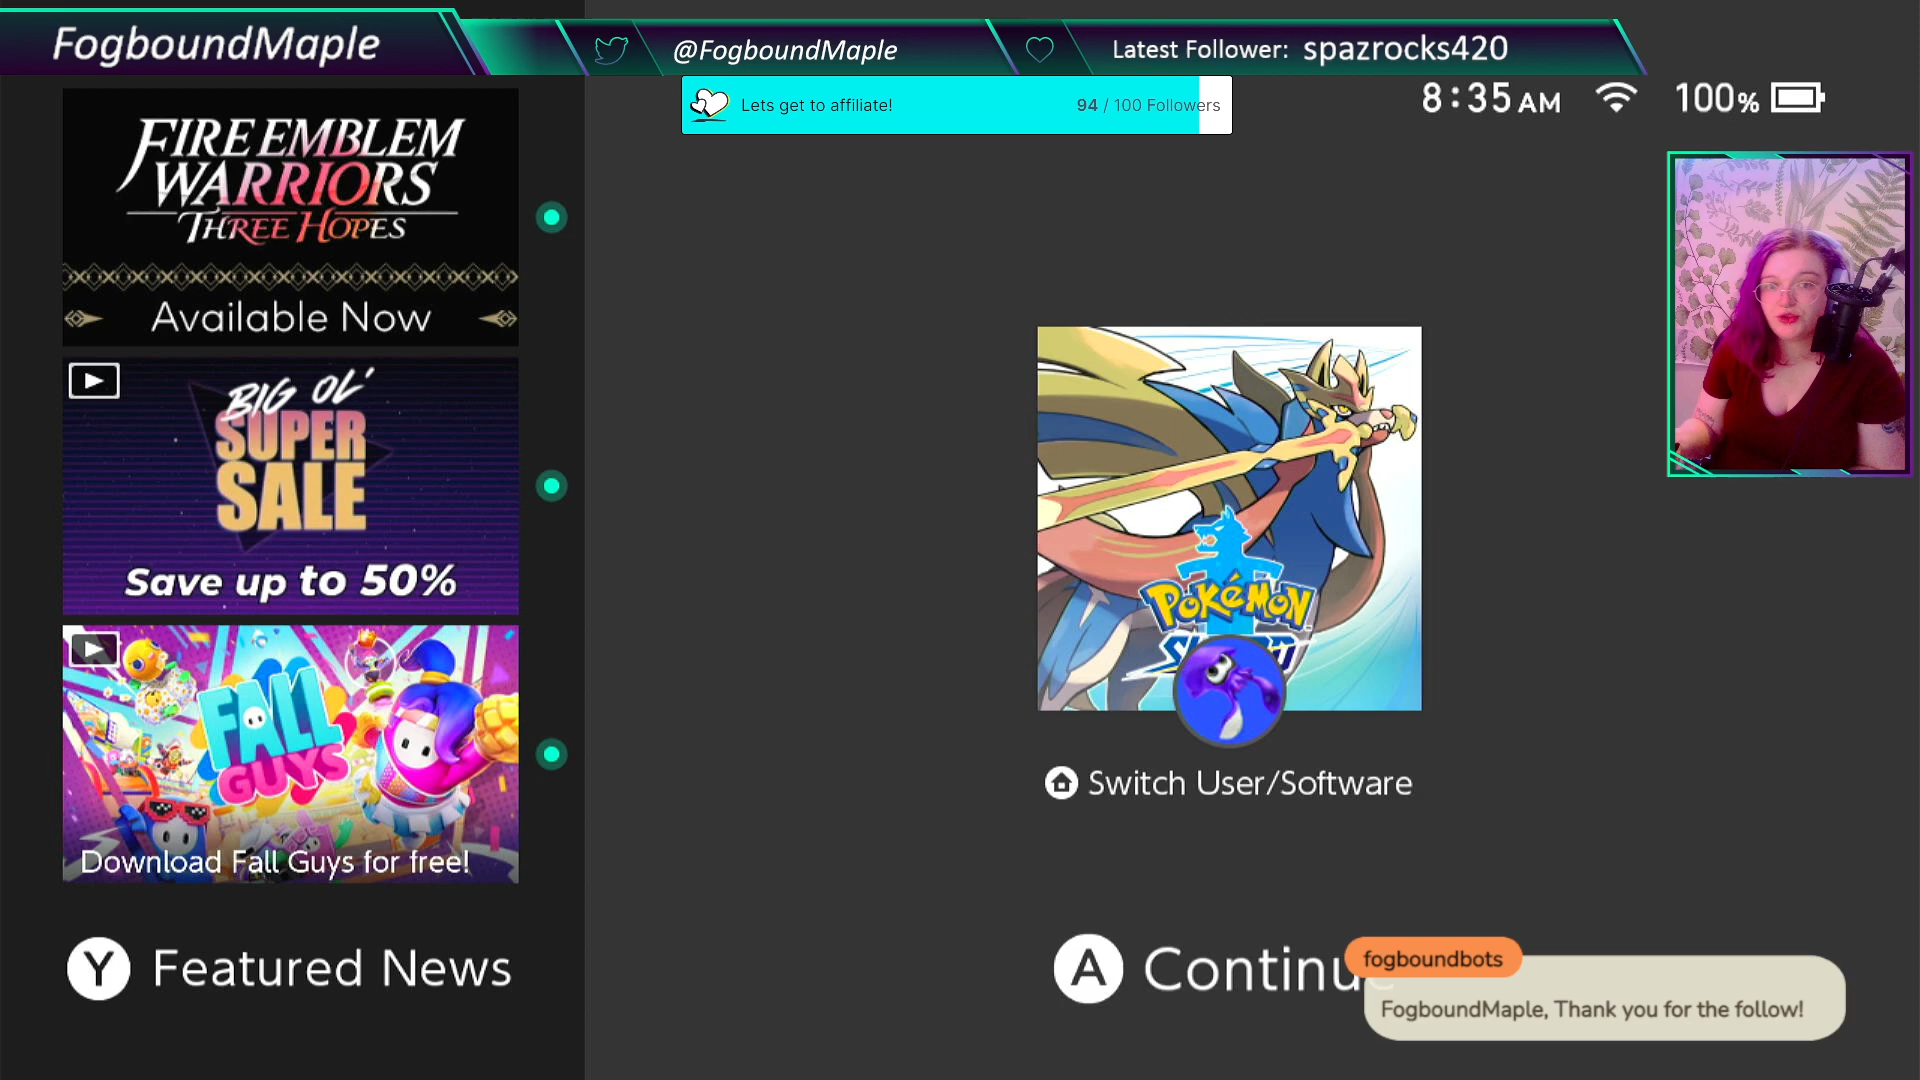 FogboundMaple
@FogboundMaple
Latest Follower: spazrocks420
Lets get to affiliate!
94 / 100 Followers
8:35 AM
100%
FIRE EMBLEM
WARRIORS
THREE HOPES
Available Now
BIG OL'
SUPER
SALE
Save up to 50%
FALL
GUYS
Download Fall Guys for free!
Y Featured News
POKéMON
Switch User/Software
A Continu
fogboundbots
FogboundMaple, Thank you for the follow!